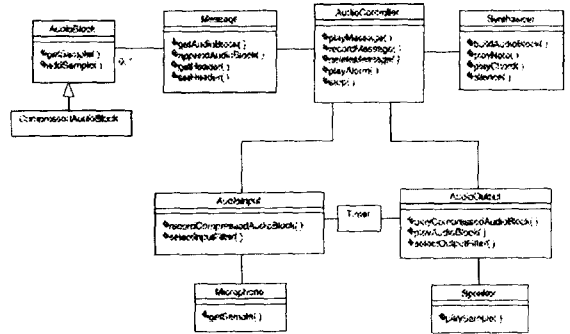 AudioBlock
getSample( )
addSample( )
0..*
CompressedAudioBlock
Message
getAudioBlock( )
appendAudioBlock( )
getHeader( )
setHeader( )
AudioController
playMessage( )
recordMessage( )
deleteMessage( )
playAlarm( )
stop( )
Synthesizer
buildAudioBlock( )
playNote( )
playChord( )
silence( )
AudioInput
recordCompressedAudioBlock( )
selectInputFilter( )
Timer
AudioOutput
playCompressedAudioBlock( )
playAudioBlock( )
selectOutputFilter( )
Microphone
Speaker
playSample( )